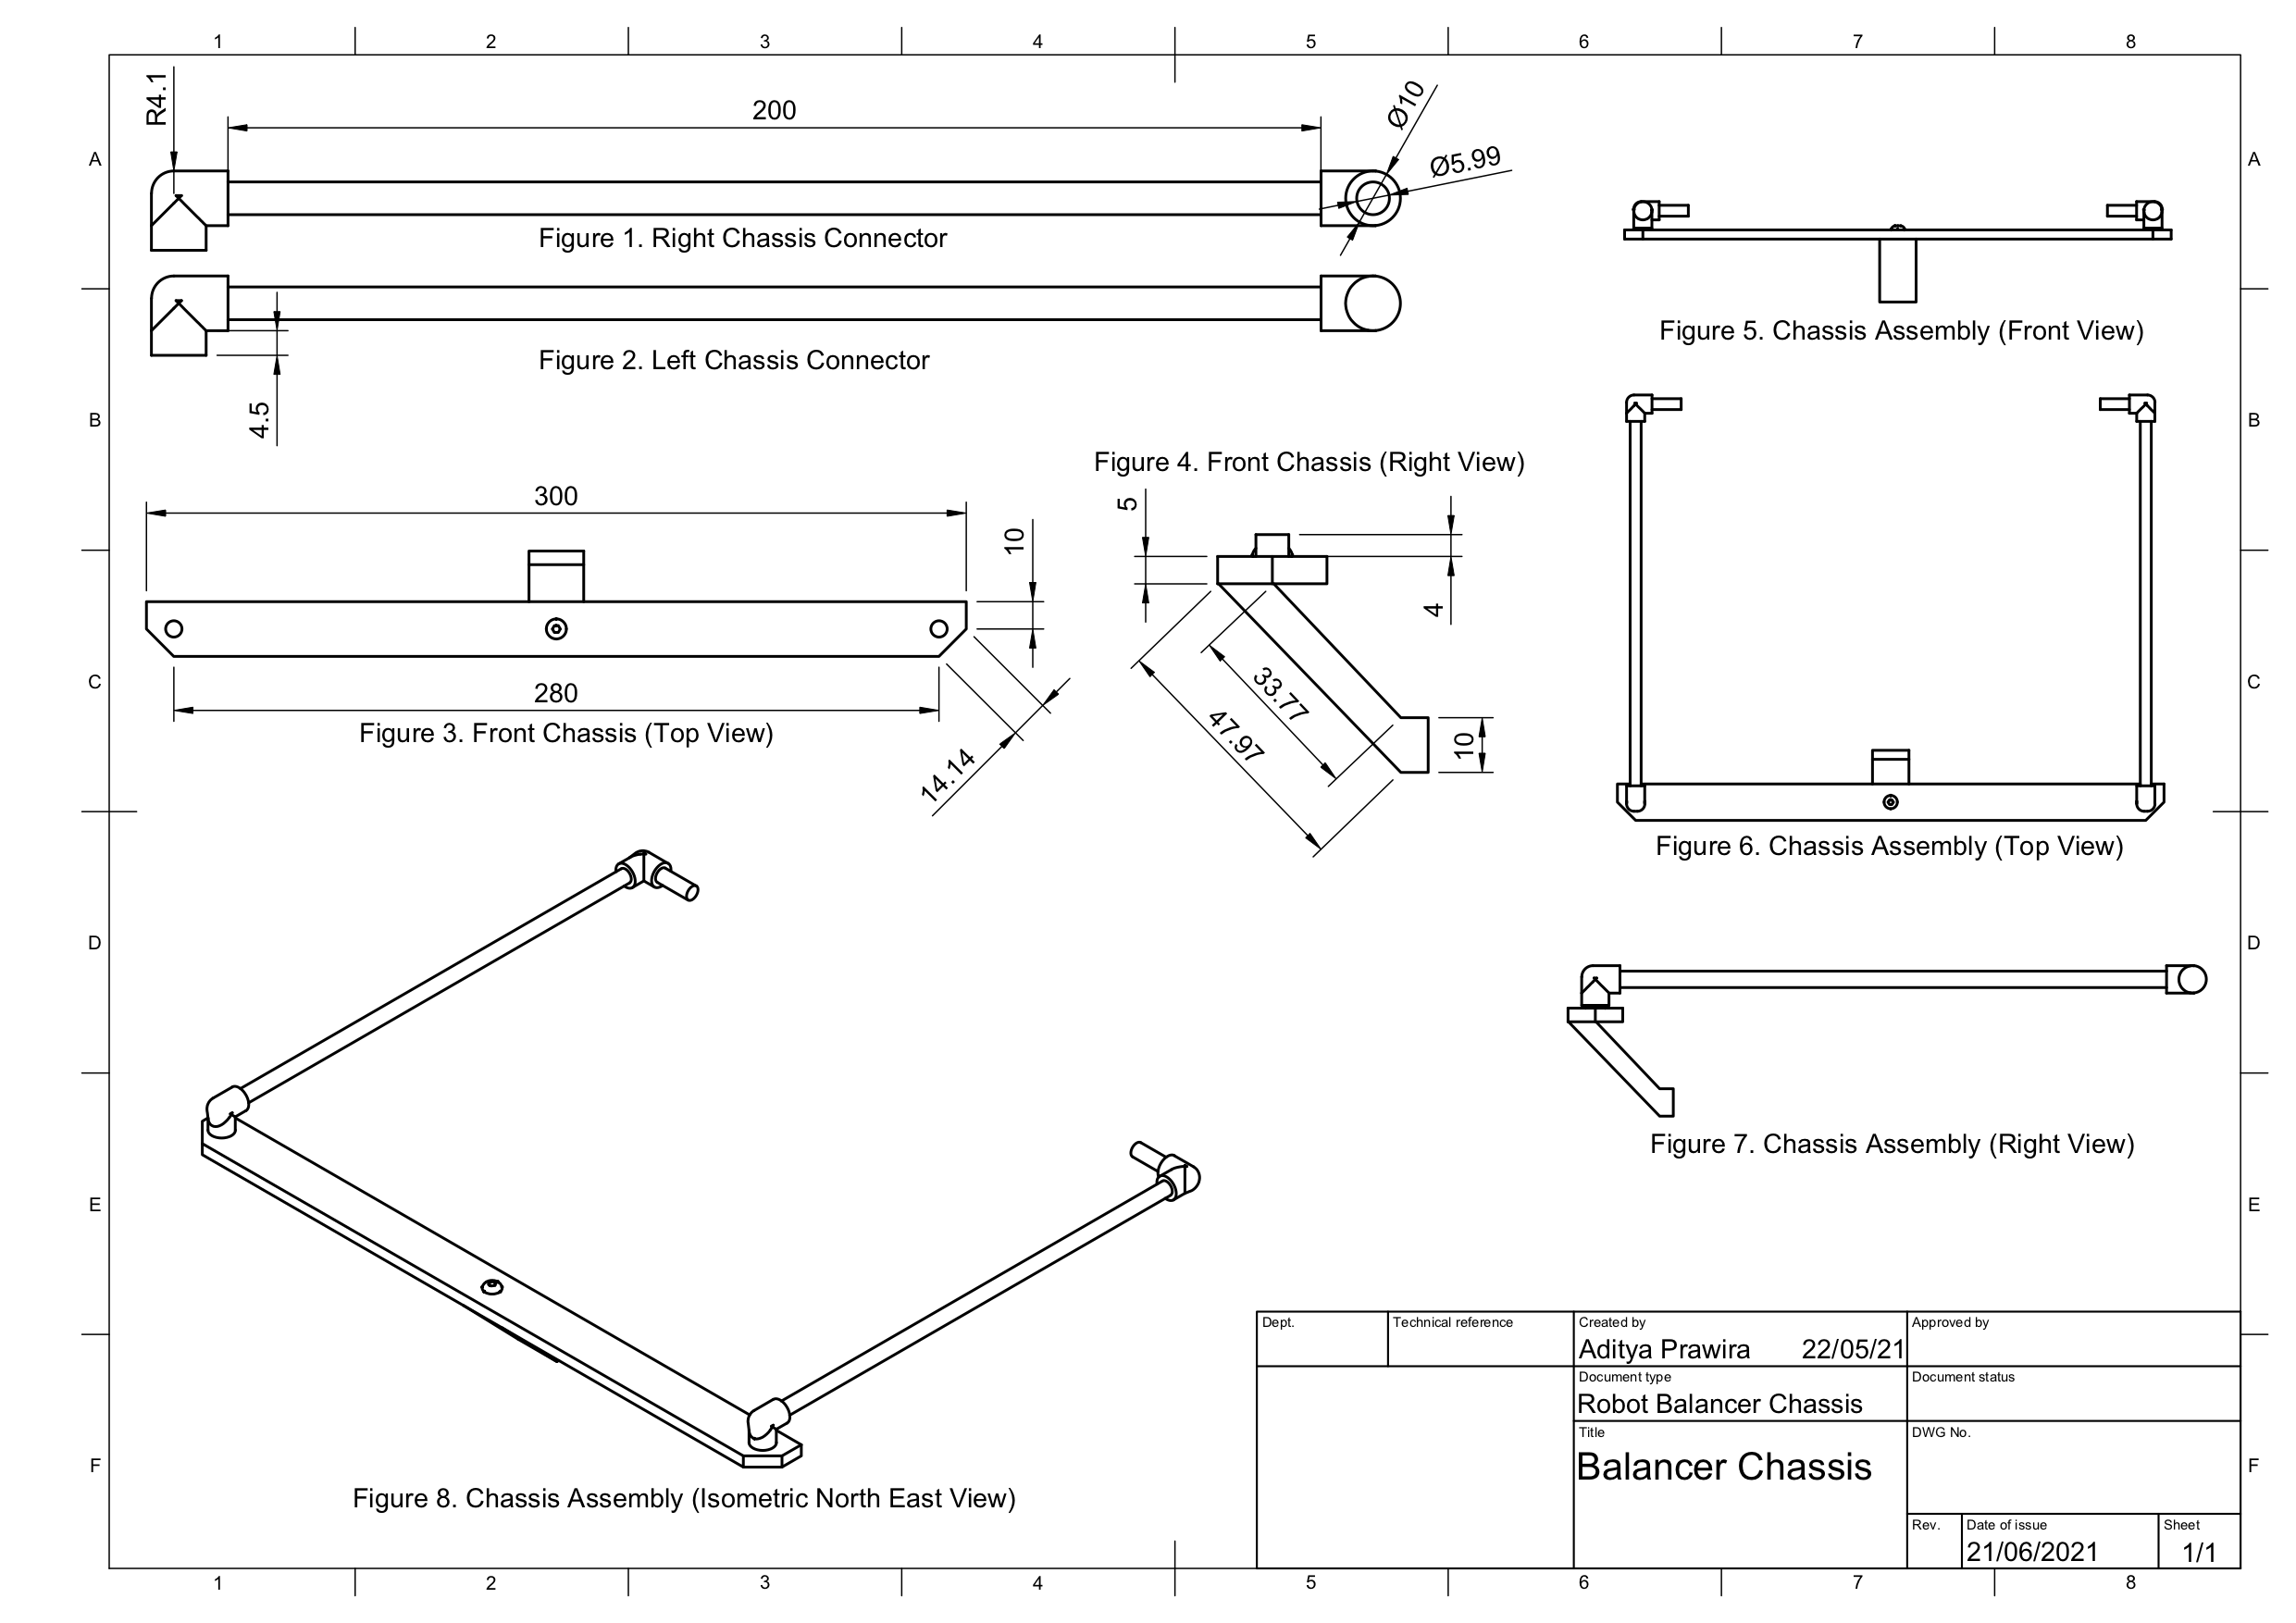 1 2 3 4 5 6 7 8
A A
B B
C C
D D
E E
F F
R4.1
200
Ø10
Ø5.99
Figure 1. Right Chassis Connector
Figure 2. Left Chassis Connector
4.5
Figure 5. Chassis Assembly (Front View)
Figure 4. Front Chassis (Right View)
300
10
280
14.14
Figure 3. Front Chassis (Top View)
5
4
33.77
47.97
10
Figure 6. Chassis Assembly (Top View)
Figure 7. Chassis Assembly (Right View)
Figure 8. Chassis Assembly (Isometric North East View)
Dept.
Technical reference
Created by
Aditya Prawira 22/05/21
Approved by
Document type
Robot Balancer Chassis
Document status
Title
Balancer Chassis
DWG No.
Rev.
Date of issue
21/06/2021
Sheet
1/1
1 2 3 4 5 6 7 8